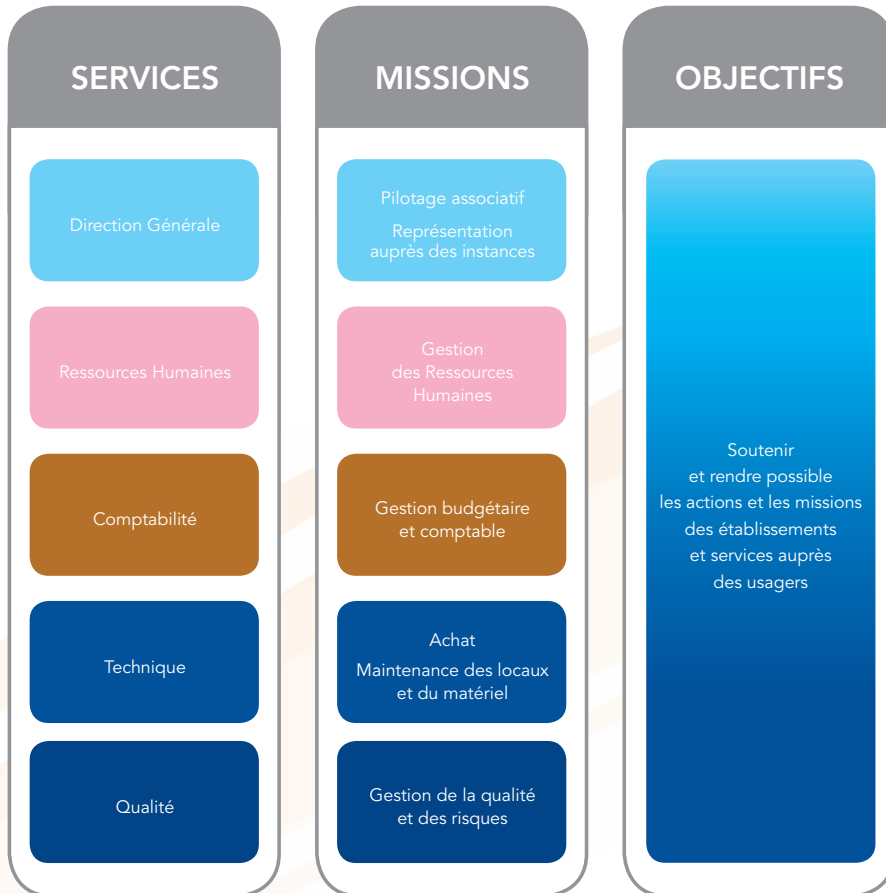 SERVICES
Direction Générale
Ressources Humaines
Comptabilité
Technique
Qualité
MISSIONS
Pilotage associatif
Représentation
auprès des instances
Gestion
des Ressources
Humaines
Gestion budgétaire
et comptable
Achat
Maintenance des locaux
et du matériel
Gestion de la qualité
et des risques
OBJECTIFS
Soutenir
et rendre possible
les actions et les missions
des établissements
et services auprès
des usagers